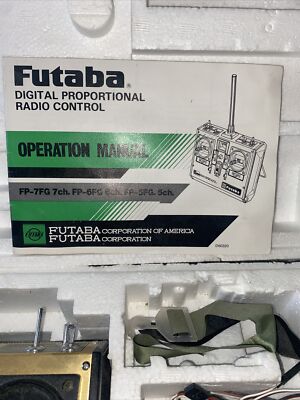 Futaba®
DIGITAL PROPORTIONAL
RADIO CONTROL
OPERATION MANUAL
FP-7FG 7ch. FP-6FG 6ch. FP-5FG. 5ch.
FUTABA CORPORATION OF AMERICA
FUTABA CORPORATION
Futaba